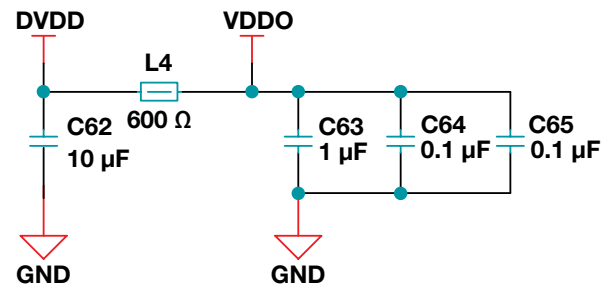 DVDD
VDDO
L4
600 Ω
C62
10 µF
C63
1 µF
C64
0.1 µF
C65
0.1 µF
GND
GND